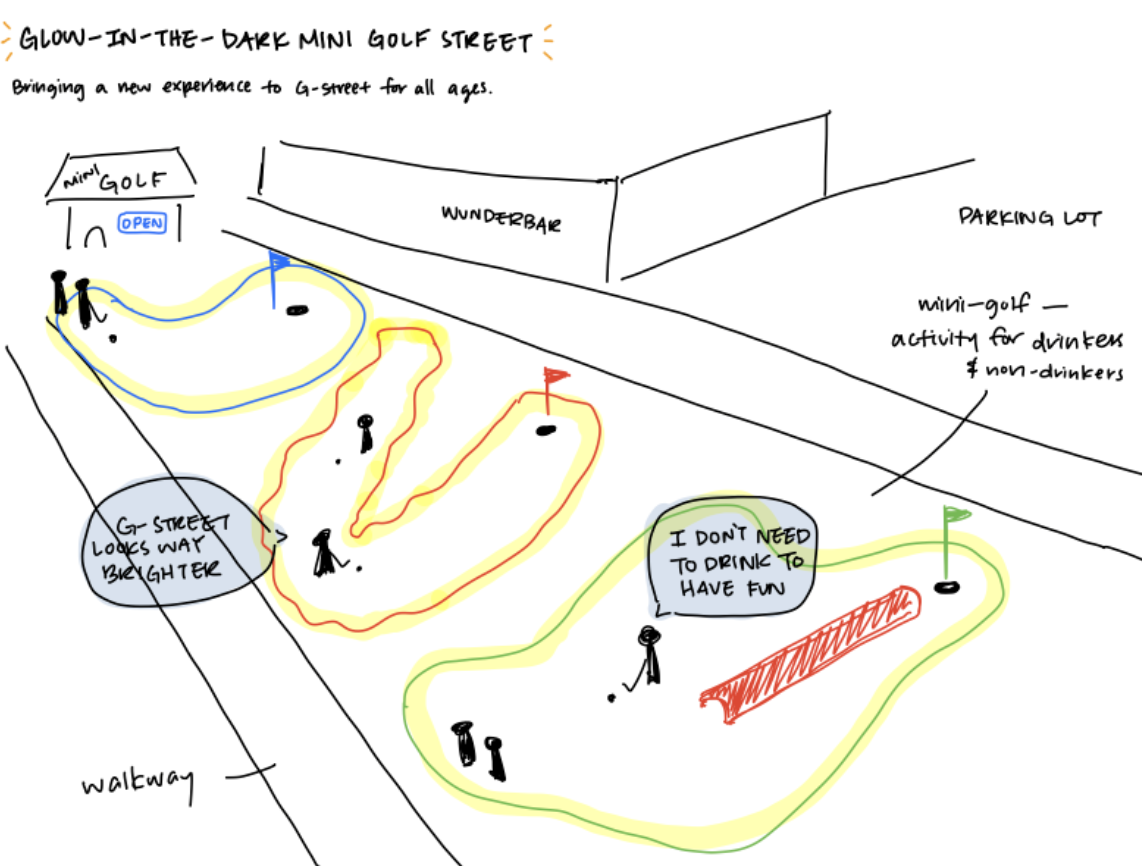 GLOW-IN-THE-DARK MINI GOLF STREET
Bringing a new experience to G-street for all ages.
MINI GOLF
OPEN
WUNDERBAR
PARKING LOT
mini-golf —
activity for drinkers
& non-drinkers
G-STREET
LOOKS WAY
BRIGHTER
I DON'T NEED
TO DRINK TO
HAVE FUN
walkway